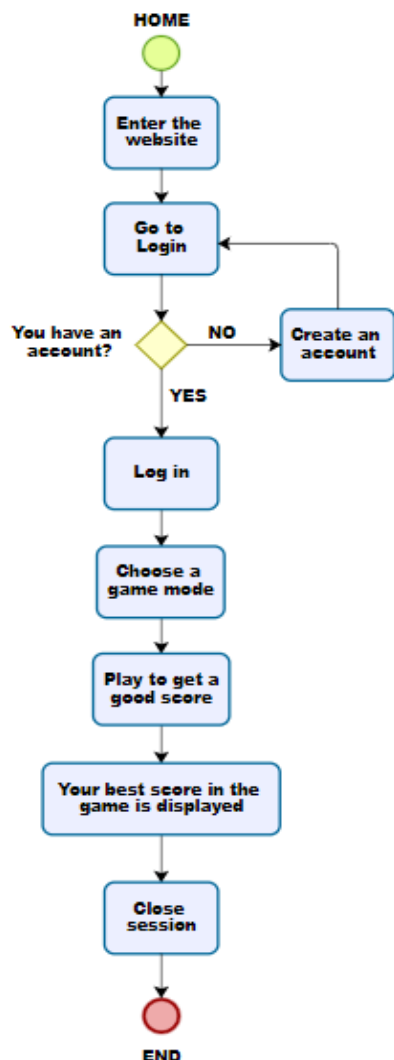 HOME
Enter the
website
Go to
Login
You have an
account?
NO
Create an
account
YES
Log in
Choose a
game mode
Play to get a
good score
Your best score in the
game is displayed
Close
session
END